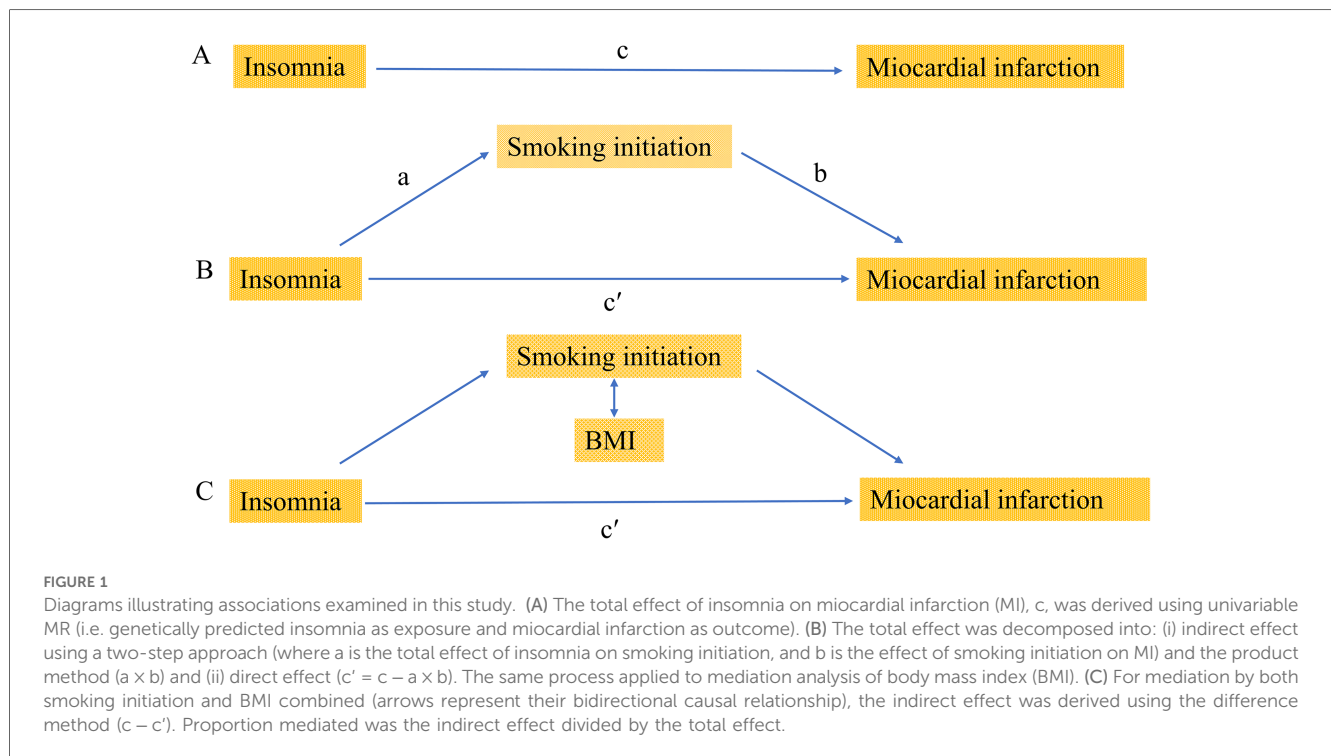 A
Insomnia
c
Miocardial infarction
Smoking initiation
a
b
B
Insomnia
Miocardial infarction
c′
Smoking initiation
BMI
C
Insomnia
Miocardial infarction
c′
FIGURE 1
Diagrams illustrating associations examined in this study. (A) The total effect of insomnia on miocardial infarction (MI), c, was derived using univariable
MR (i.e. genetically predicted insomnia as exposure and miocardial infarction as outcome). (B) The total effect was decomposed into: (i) indirect effect
using a two-step approach (where a is the total effect of insomnia on smoking initiation, and b is the effect of smoking initiation on MI) and the product
method (a × b) and (ii) direct effect (c' = c – a × b). The same process applied to mediation analysis of body mass index (BMI). (C) For mediation by both
smoking initiation and BMI combined (arrows represent their bidirectional causal relationship), the indirect effect was derived using the difference
method (c – c'). Proportion mediated was the indirect effect divided by the total effect.